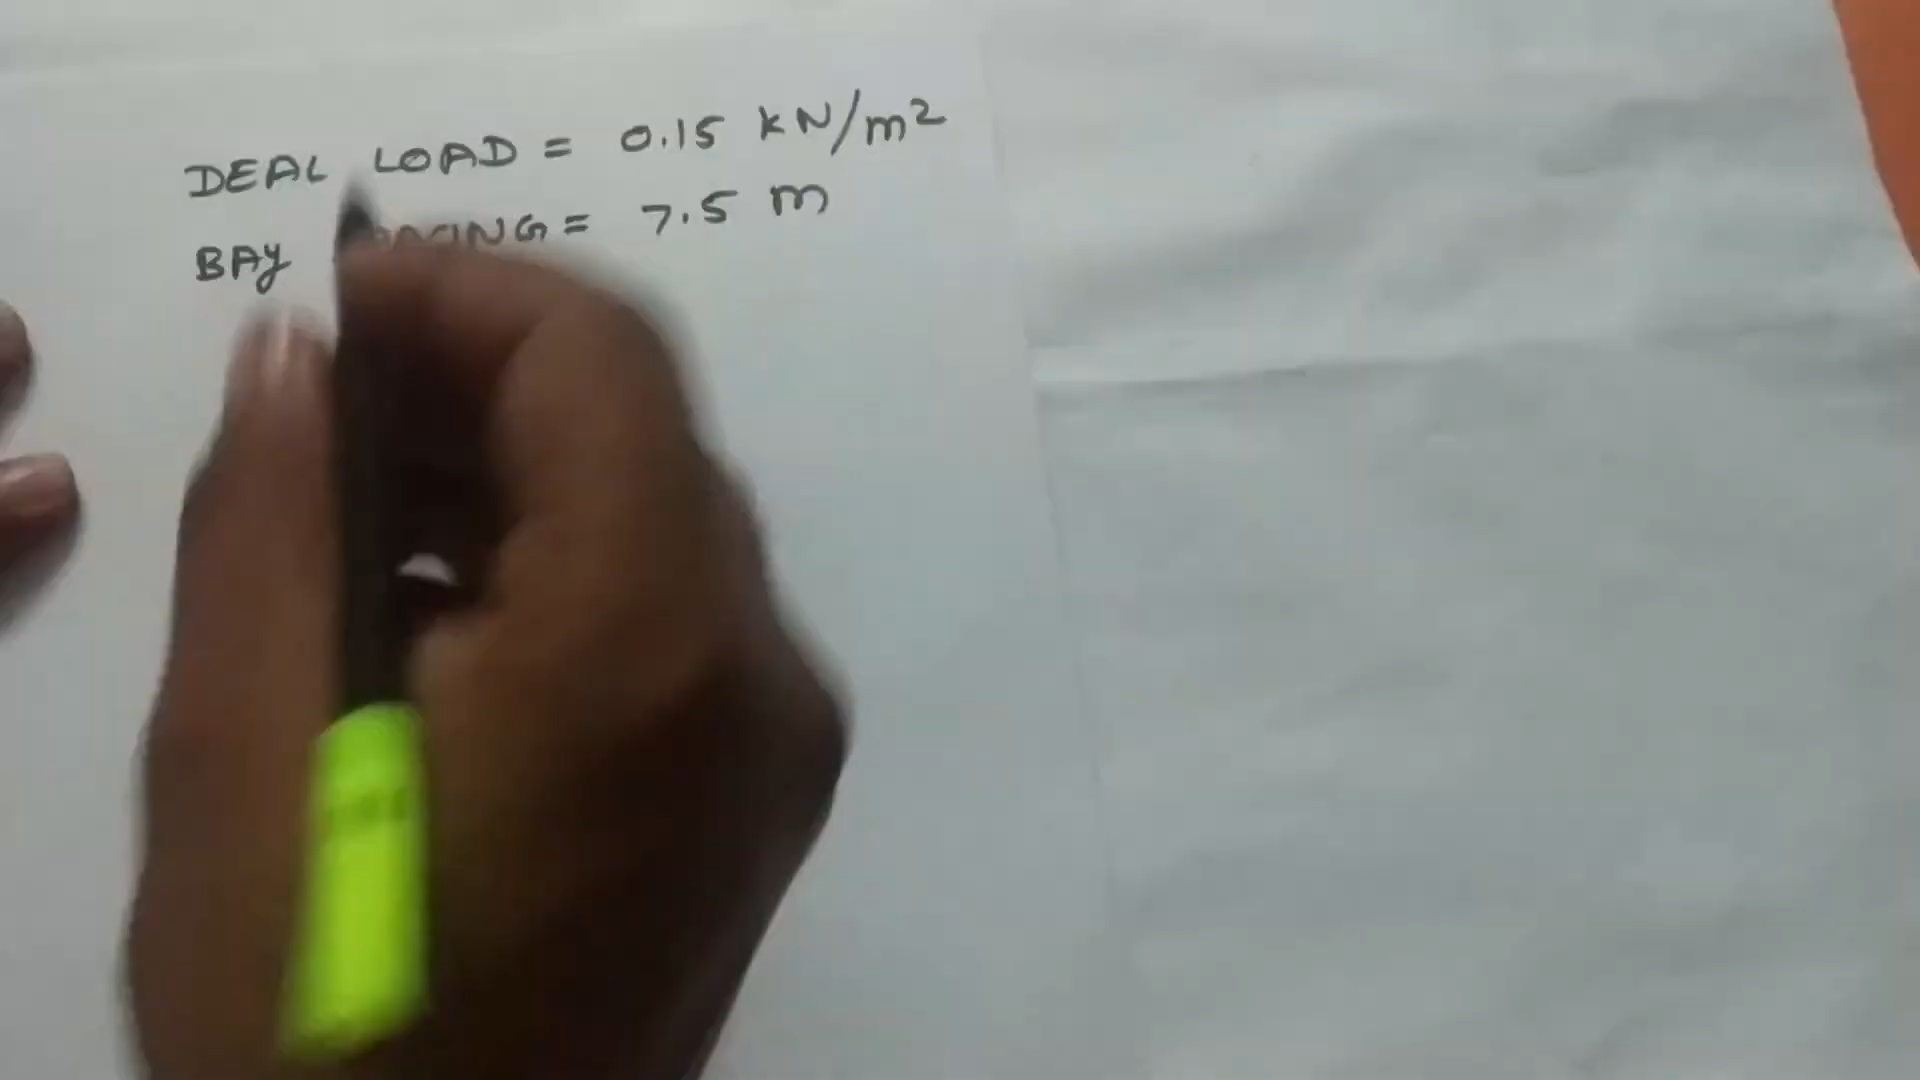 DEAL LOAD = 0.15 kN/m²
BAY = 7.5 m